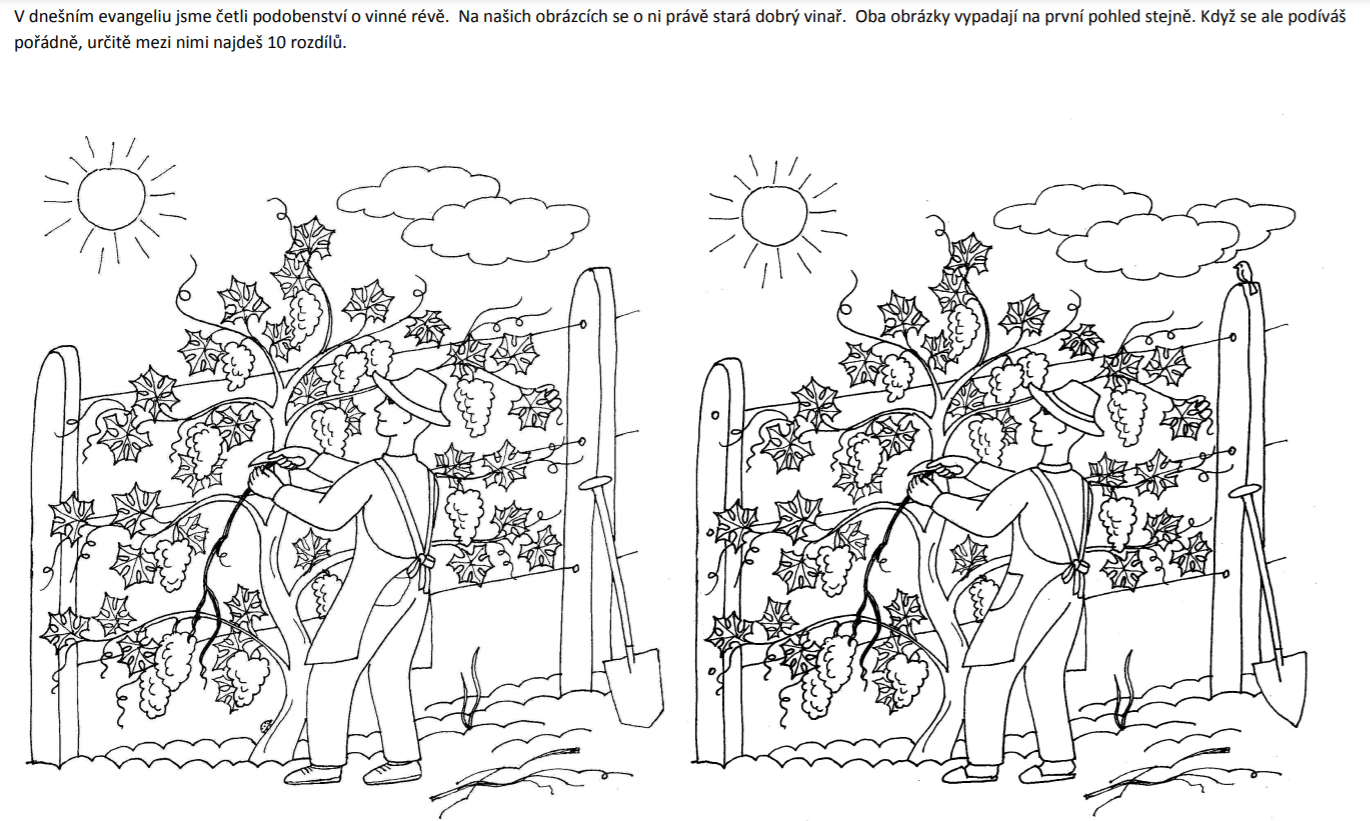 V dnešním evangeliu jsme četli podobenství o vinné révě.  Na našich obrázcích se o ni právě stará dobrý vinař.  Oba obrázky vypadají na první pohled stejně. Když se ale podíváš
pořádně, určitě mezi nimi najdeš 10 rozdílů.